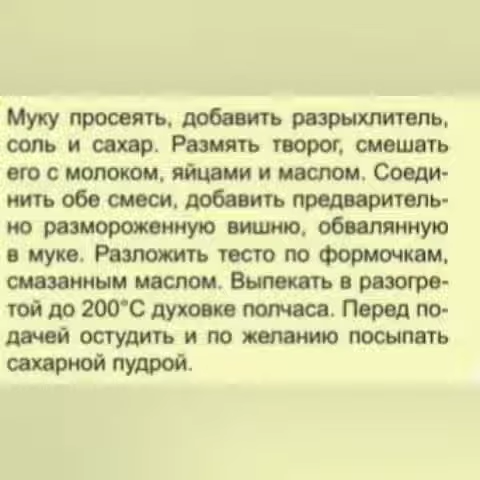 Муку просеять, добавить разрыхлитель,
соль и сахар. Размять творог, смешать
его с молоком, яйцами и маслом. Соеди-
нить обе смеси, добавить предваритель-
но размороженную вишню, обвалянную
в муке. Разложить тесто по формочкам,
смазанным маслом. Выпекать в разогре-
той до 200°С духовке полчаса. Перед по-
дачей остудить и по желанию посыпать
сахарной пудрой.